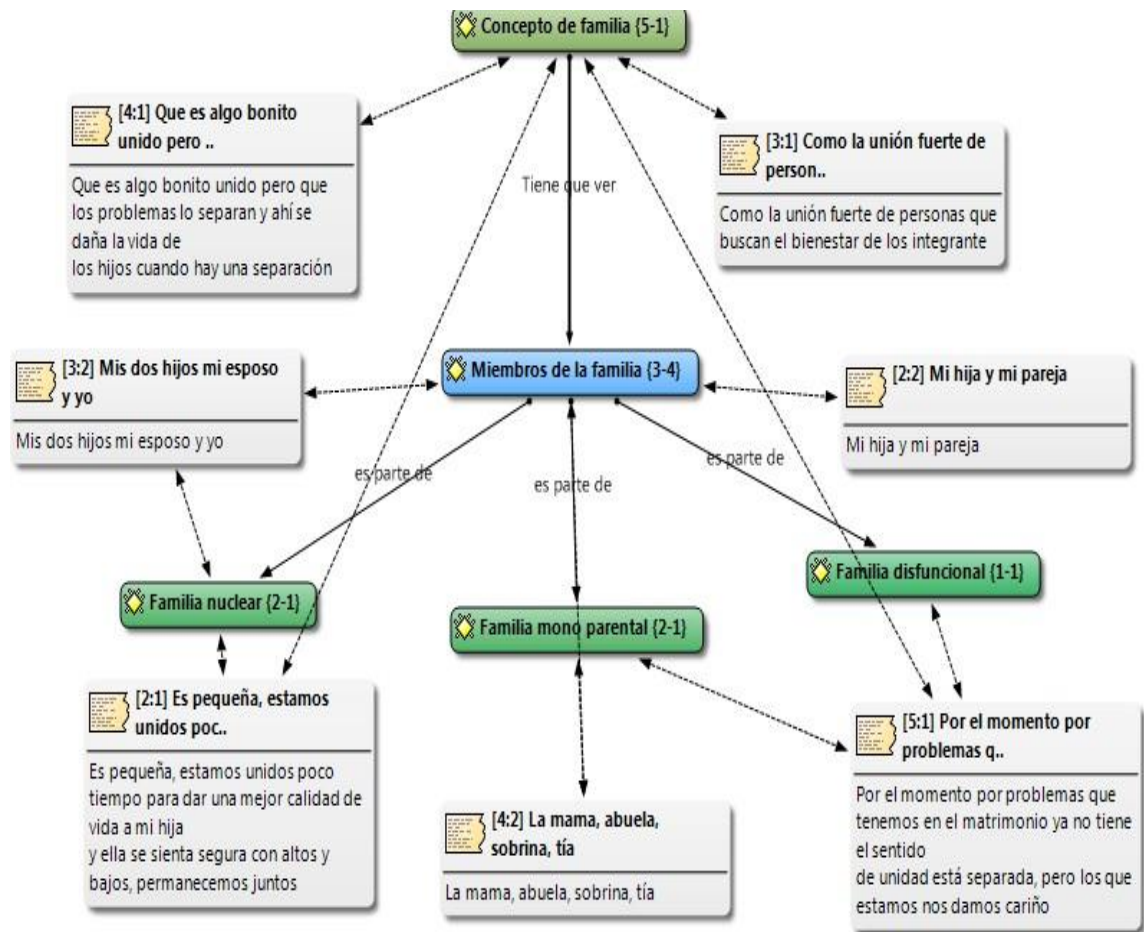 Concepto de familia {5-1}
[4:1] Que es algo bonito
unido pero ..
Que es algo bonito unido pero que
los problemas lo separan y ahí se
daña la vida de
los hijos cuando hay una separación
[3:1] Como la unión fuerte de
person..
Como la unión fuerte de personas que
buscan el bienestar de los integrante
Tiene que ver
[3:2] Mis dos hijos mi esposo
y yo
Mis dos hijos mi esposo y yo
Miembros de la familia {3-4}
[2:2] Mi hija y mi pareja
Mi hija y mi pareja
es parte de
es parte de
es parte de
Familia nuclear {2-1}
Familia mono parental {2-1}
Familia disfuncional {1-1}
[2:1] Es pequeña, estamos
unidos poc..
Es pequeña, estamos unidos poco
tiempo para dar una mejor calidad de
vida a mi hija
y ella se sienta segura con altos y
bajos, permanecemos juntos
[4:2] La mama, abuela,
sobrina, tía
La mama, abuela, sobrina, tía
[5:1] Por el momento por
problemas q..
Por el momento por problemas que
tenemos en el matrimonio ya no tiene
el sentido
de unidad está separada, pero los que
estamos nos damos cariño